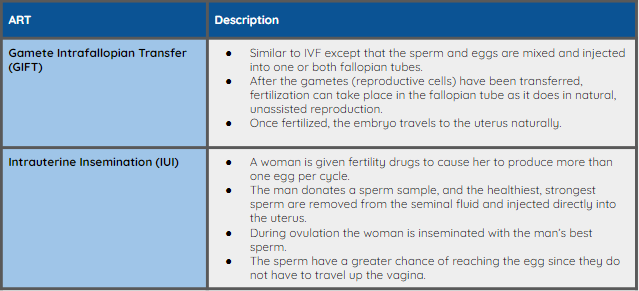 ART
Description
Gamete Intrafallopian Transfer
(GIFT)
● Similar to IVF except that the sperm and eggs are mixed and injected
into one or both fallopian tubes.
● After the gametes (reproductive cells) have been transferred,
fertilization can take place in the fallopian tube as it does in natural,
unassisted reproduction.
● Once fertilized, the embryo travels to the uterus naturally.
Intrauterine Insemination (IUI)
● A woman is given fertility drugs to cause her to produce more than
one egg per cycle.
● The man donates a sperm sample, and the healthiest, strongest
sperm are removed from the seminal fluid and injected directly into
the uterus.
● During ovulation the woman is inseminated with the man's best
sperm.
● The sperm have a greater chance of reaching the egg since they do
not have to travel up the vagina.